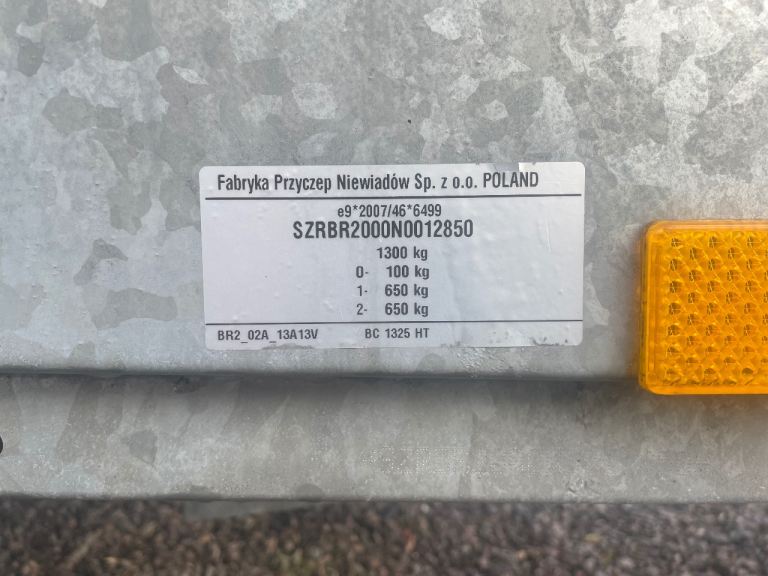 Fabryka Przyczep Niewiadów Sp. z o.o. POLAND
e9*2007/46*6499
SZRBR2000N0012850
1300 kg
0- 100 kg
1- 650 kg
2- 650 kg
BR2_02A_13A13V BC 1325 HT